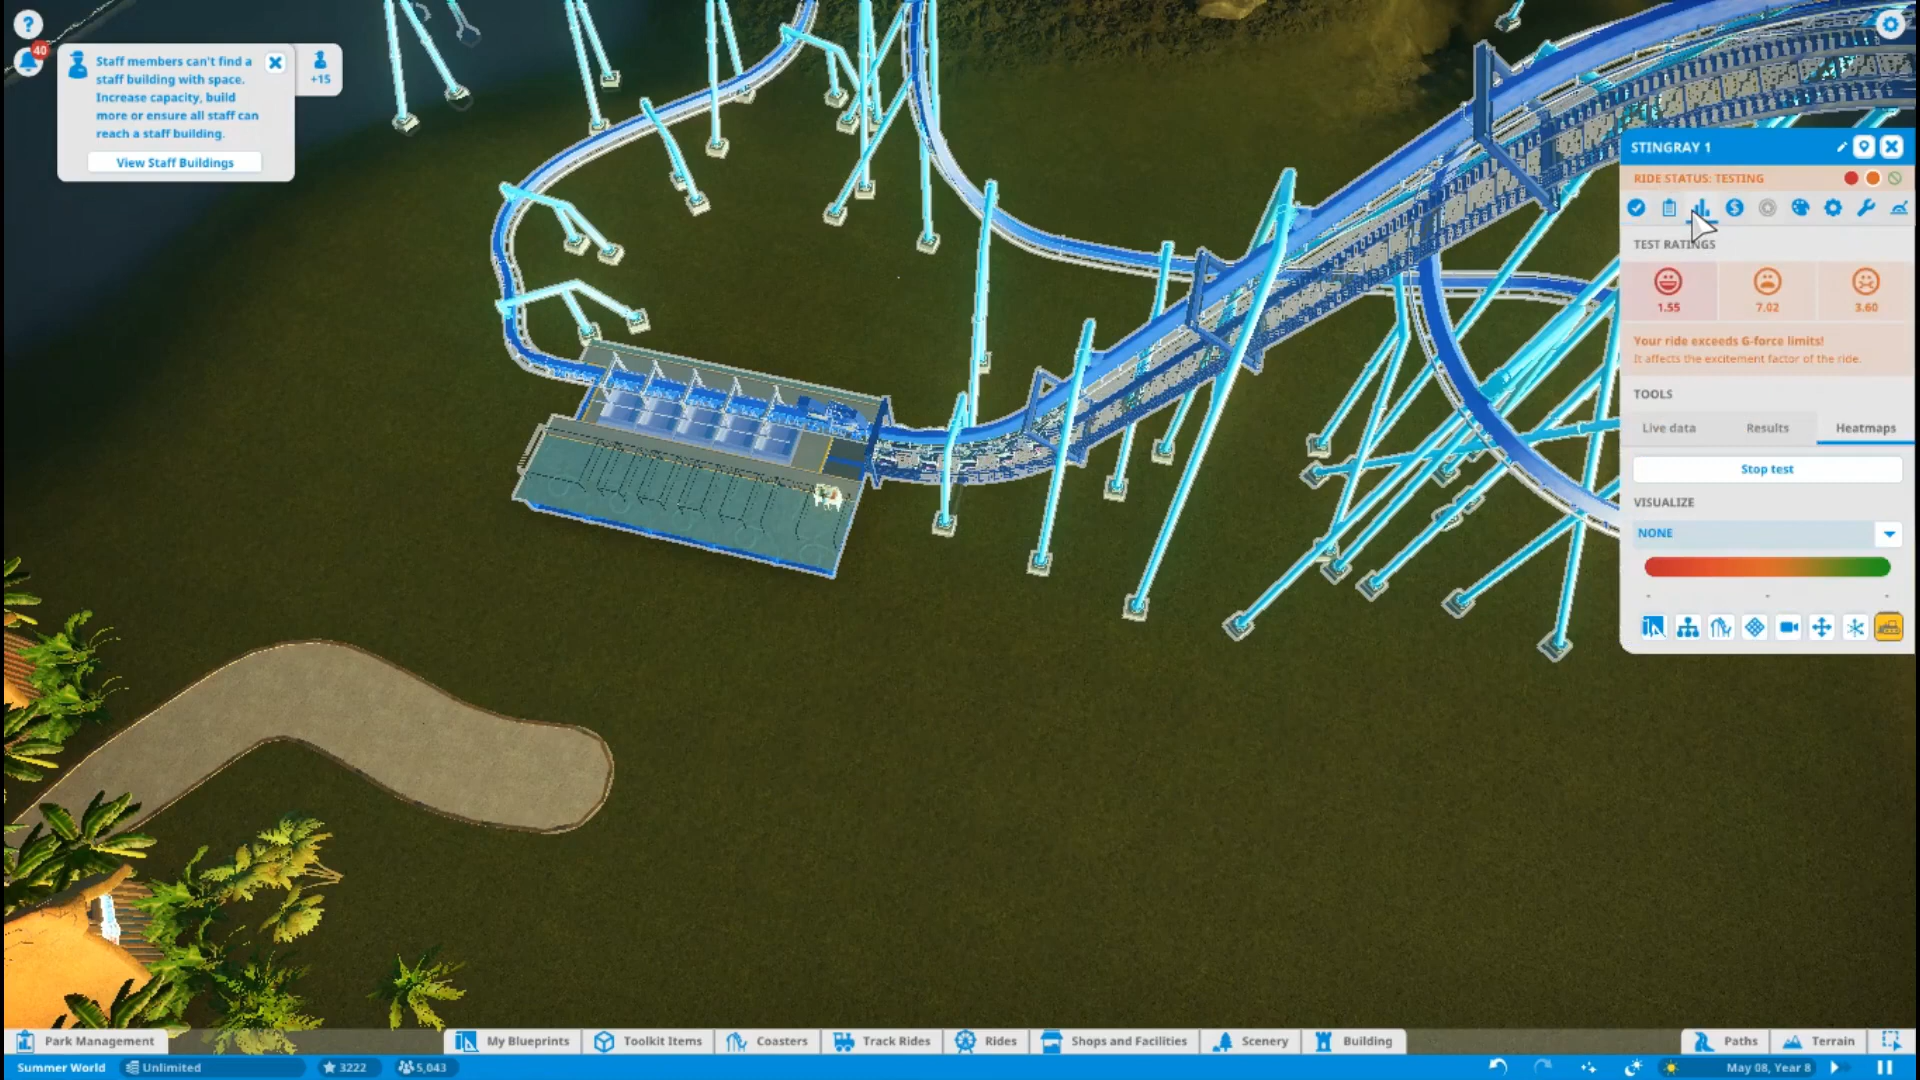 ?
40
Staff members can't find a
staff building with space.
Increase capacity, build
more or ensure all staff can
reach a staff building.
View Staff Buildings
+15
STINGRAY 1
RIDE STATUS: TESTING
TEST RATINGS
1.55 7.02 3.60
Your ride exceeds G-force limits!
It affects the excitement factor of the ride.
TOOLS
Live data Results Heatmaps
Stop test
VISUALIZE
NONE
- - -
Park Management My Blueprints Toolkit Items Coasters Track Rides Rides Shops and Facilities Scenery Building Paths Terrain
Summer World Unlimited 3222 5,043 May 08, Year 8